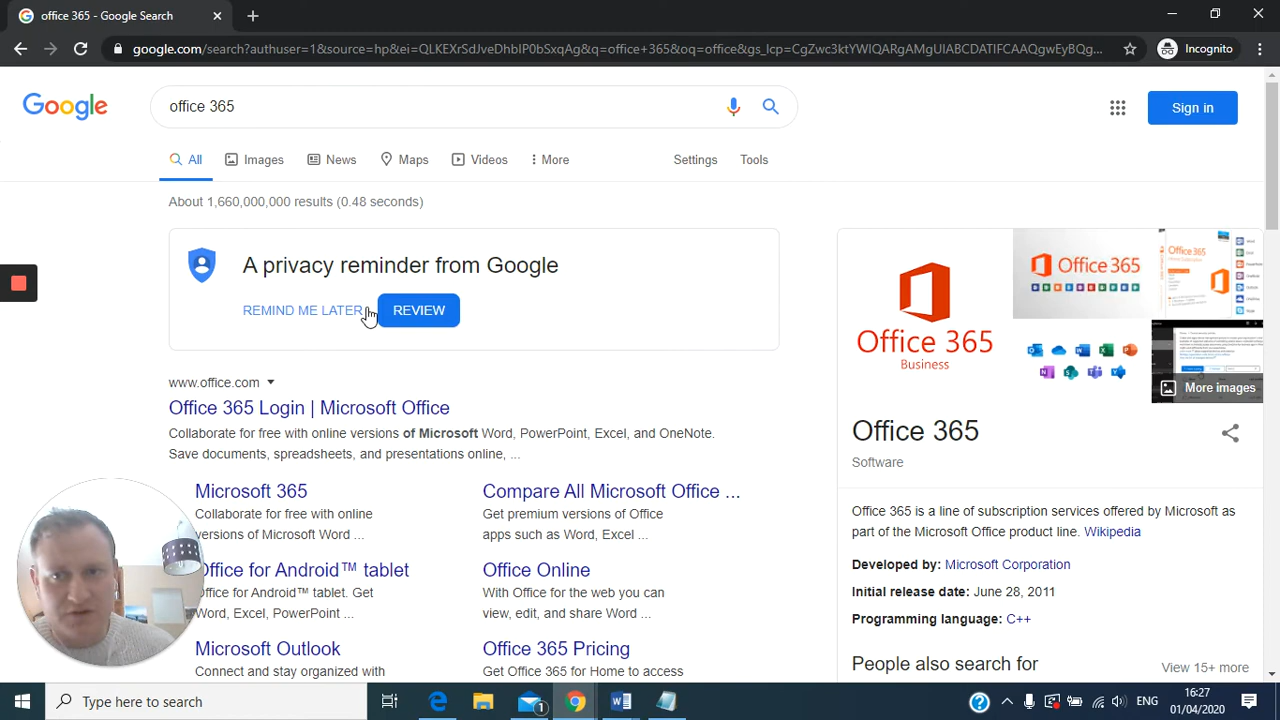 office 365 - Google Search
google.com/search?authuser=1&source=hp&ei=QLKEXrSdJveDhbIP0bSxqAg&q=office+365&oq=office&gs_lcp=CgZwc3ktYWIQARgAMgUIABCDATIFCAAQgwEyBQg...
Incognito
Google
office 365
Sign in
All
Images
News
Maps
Videos
More
Settings
Tools
About 1,660,000,000 results (0.48 seconds)
A privacy reminder from Google
REMIND ME LATER
REVIEW
www.office.com
Office 365 Login | Microsoft Office
Collaborate for free with online versions of Microsoft Word, PowerPoint, Excel, and OneNote.
Save documents, spreadsheets, and presentations online, ...
Microsoft 365
Collaborate for free with online
versions of Microsoft Word ...
Compare All Microsoft Office ...
Get premium versions of Office
apps such as Word, Excel ...
Office for Android™ tablet
Office for Android™ tablet. Get
Word, Excel, PowerPoint ...
Office Online
With Office for the web you can
view, edit, and share Word ...
Microsoft Outlook
Connect and stay organized with
Office 365 Pricing
Get Office 365 for Home to access
Office 365
Business
Office 365
Office 365
More images
Office 365
Software
Office 365 is a line of subscription services offered by Microsoft as
part of the Microsoft Office product line. Wikipedia
Developed by: Microsoft Corporation
Initial release date: June 28, 2011
Programming language: C++
People also search for
View 15+ more
Type here to search
1
ENG
16:27
01/04/2020